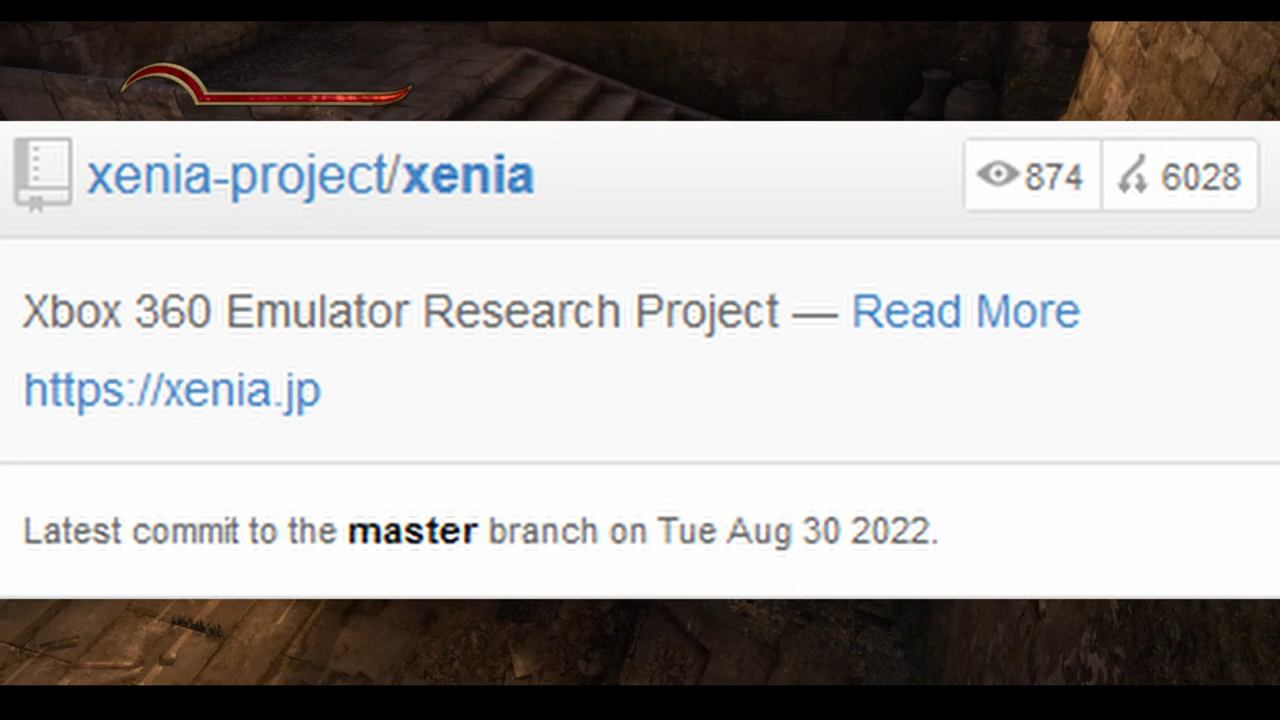 xenia-project/xenia 874 6028
Xbox 360 Emulator Research Project — Read More
https://xenia.jp
Latest commit to the master branch on Tue Aug 30 2022.